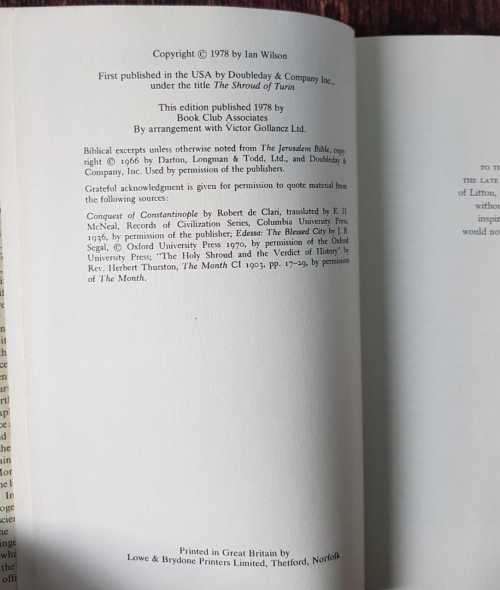 Copyright © 1978 by Ian Wilson
First published in the USA by Doubleday & Company Inc.,
under the title The Shroud of Turin
This edition published 1978 by
Book Club Associates
By arrangement with Victor Gollancz Ltd.
Biblical excerpts unless otherwise noted from The Jerusalem Bible, copy-
right © 1966 by Darton, Longman & Todd, Ltd., and Doubleday &
Company, Inc. Used by permission of the publishers.
Grateful acknowledgment is given for permission to quote material from
the following sources:
Conquest of Constantinople by Robert de Clari, translated by E. H.
McNeal, Records of Civilization Series, Columbia University Press
1936, by permission of the publisher; Edessa: The Blessed City by J. B.
Segal, © Oxford University Press 1970, by permission of the Oxford
University Press; "The Holy Shroud and the Verdict of History" by
Rev. Herbert Thurston, The Month CI 1903, pp. 17–29, by permission
of The Month.
Printed in Great Britain by
Lowe & Brydone Printers Limited, Thetford, Norfolk
TO
THE LATE
of Litton,
inspi
would no